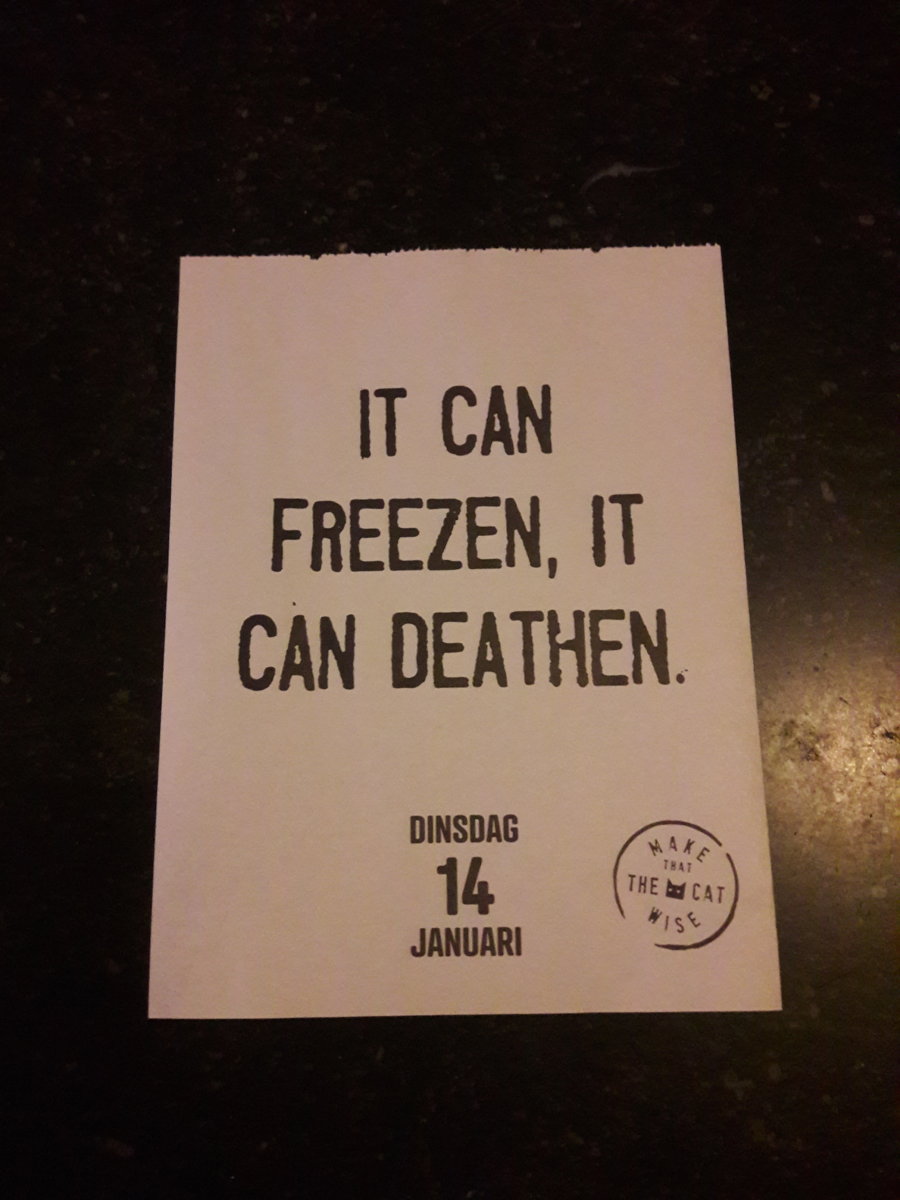 IT CAN
FREEZEN, IT
CAN DEATHEN.
DINSDAG
14
JANUARI
MAKE
THAT
THE CAT
WISE